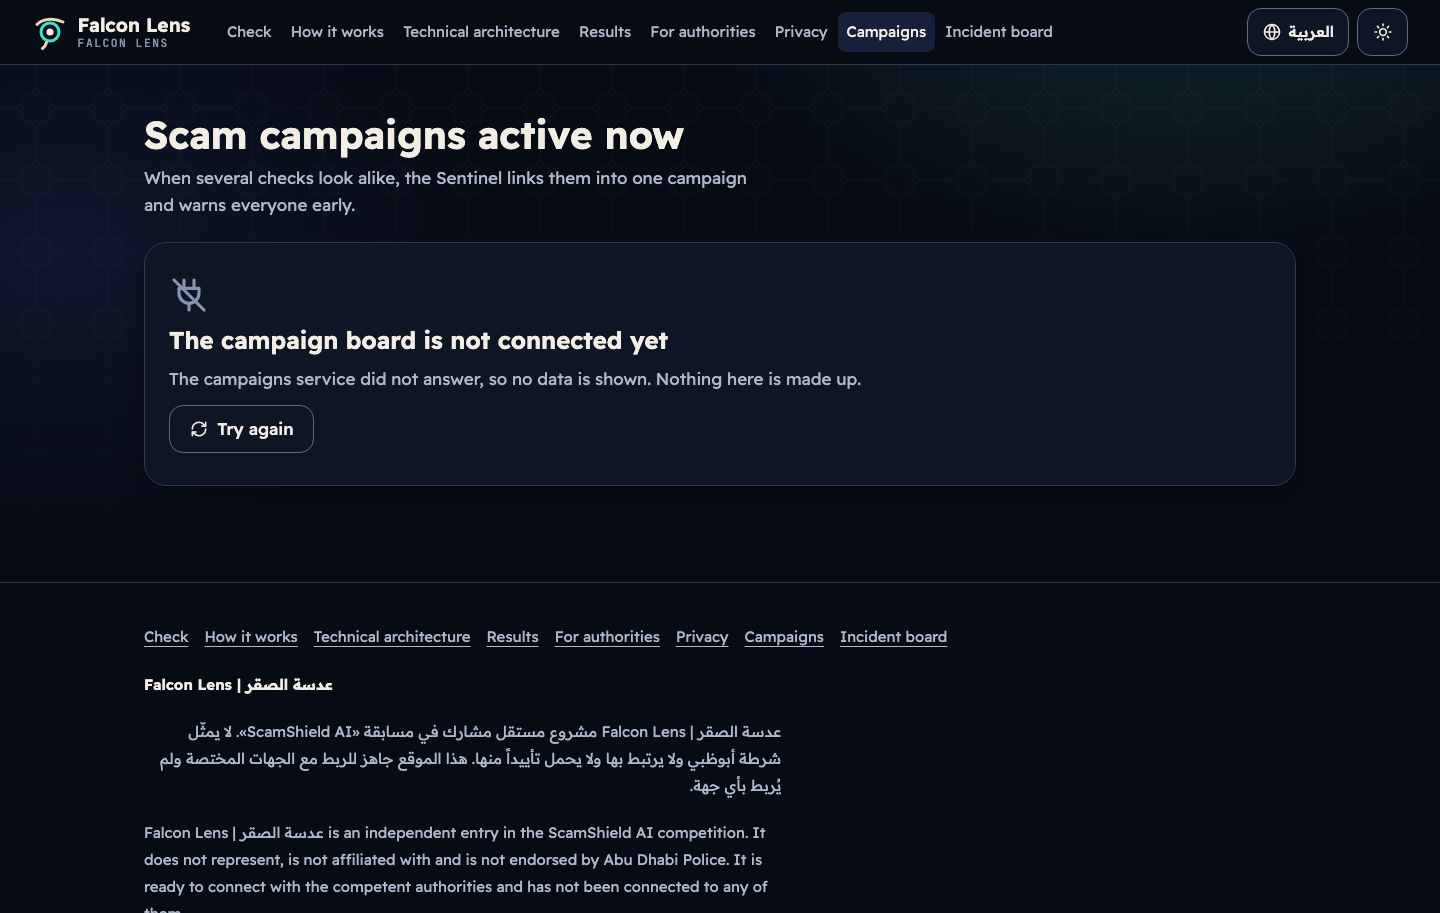 Falcon Lens
FALCON LENS
Check
How it works
Technical architecture
Results
For authorities
Privacy
Campaigns
Incident board
العربية
Scam campaigns active now
When several checks look alike, the Sentinel links them into one campaign
and warns everyone early.
The campaign board is not connected yet
The campaigns service did not answer, so no data is shown. Nothing here is made up.
Try again
Check How it works Technical architecture Results For authorities Privacy Campaigns Incident board
Falcon Lens | عدسة الصقر
عدسة الصقر | Falcon Lens مشروع مستقل مشارك في مسابقة «ScamShield AI». لا يمثّل
شرطة أبوظبي ولا يرتبط بها ولا يحمل تأييداً منها. هذا الموقع جاهز للربط مع الجهات المختصة ولم
يُربط بأي جهة.
Falcon Lens | عدسة الصقر is an independent entry in the ScamShield AI competition. It
does not represent, is not affiliated with and is not endorsed by Abu Dhabi Police. It is
ready to connect with the competent authorities and has not been connected to any of
them.